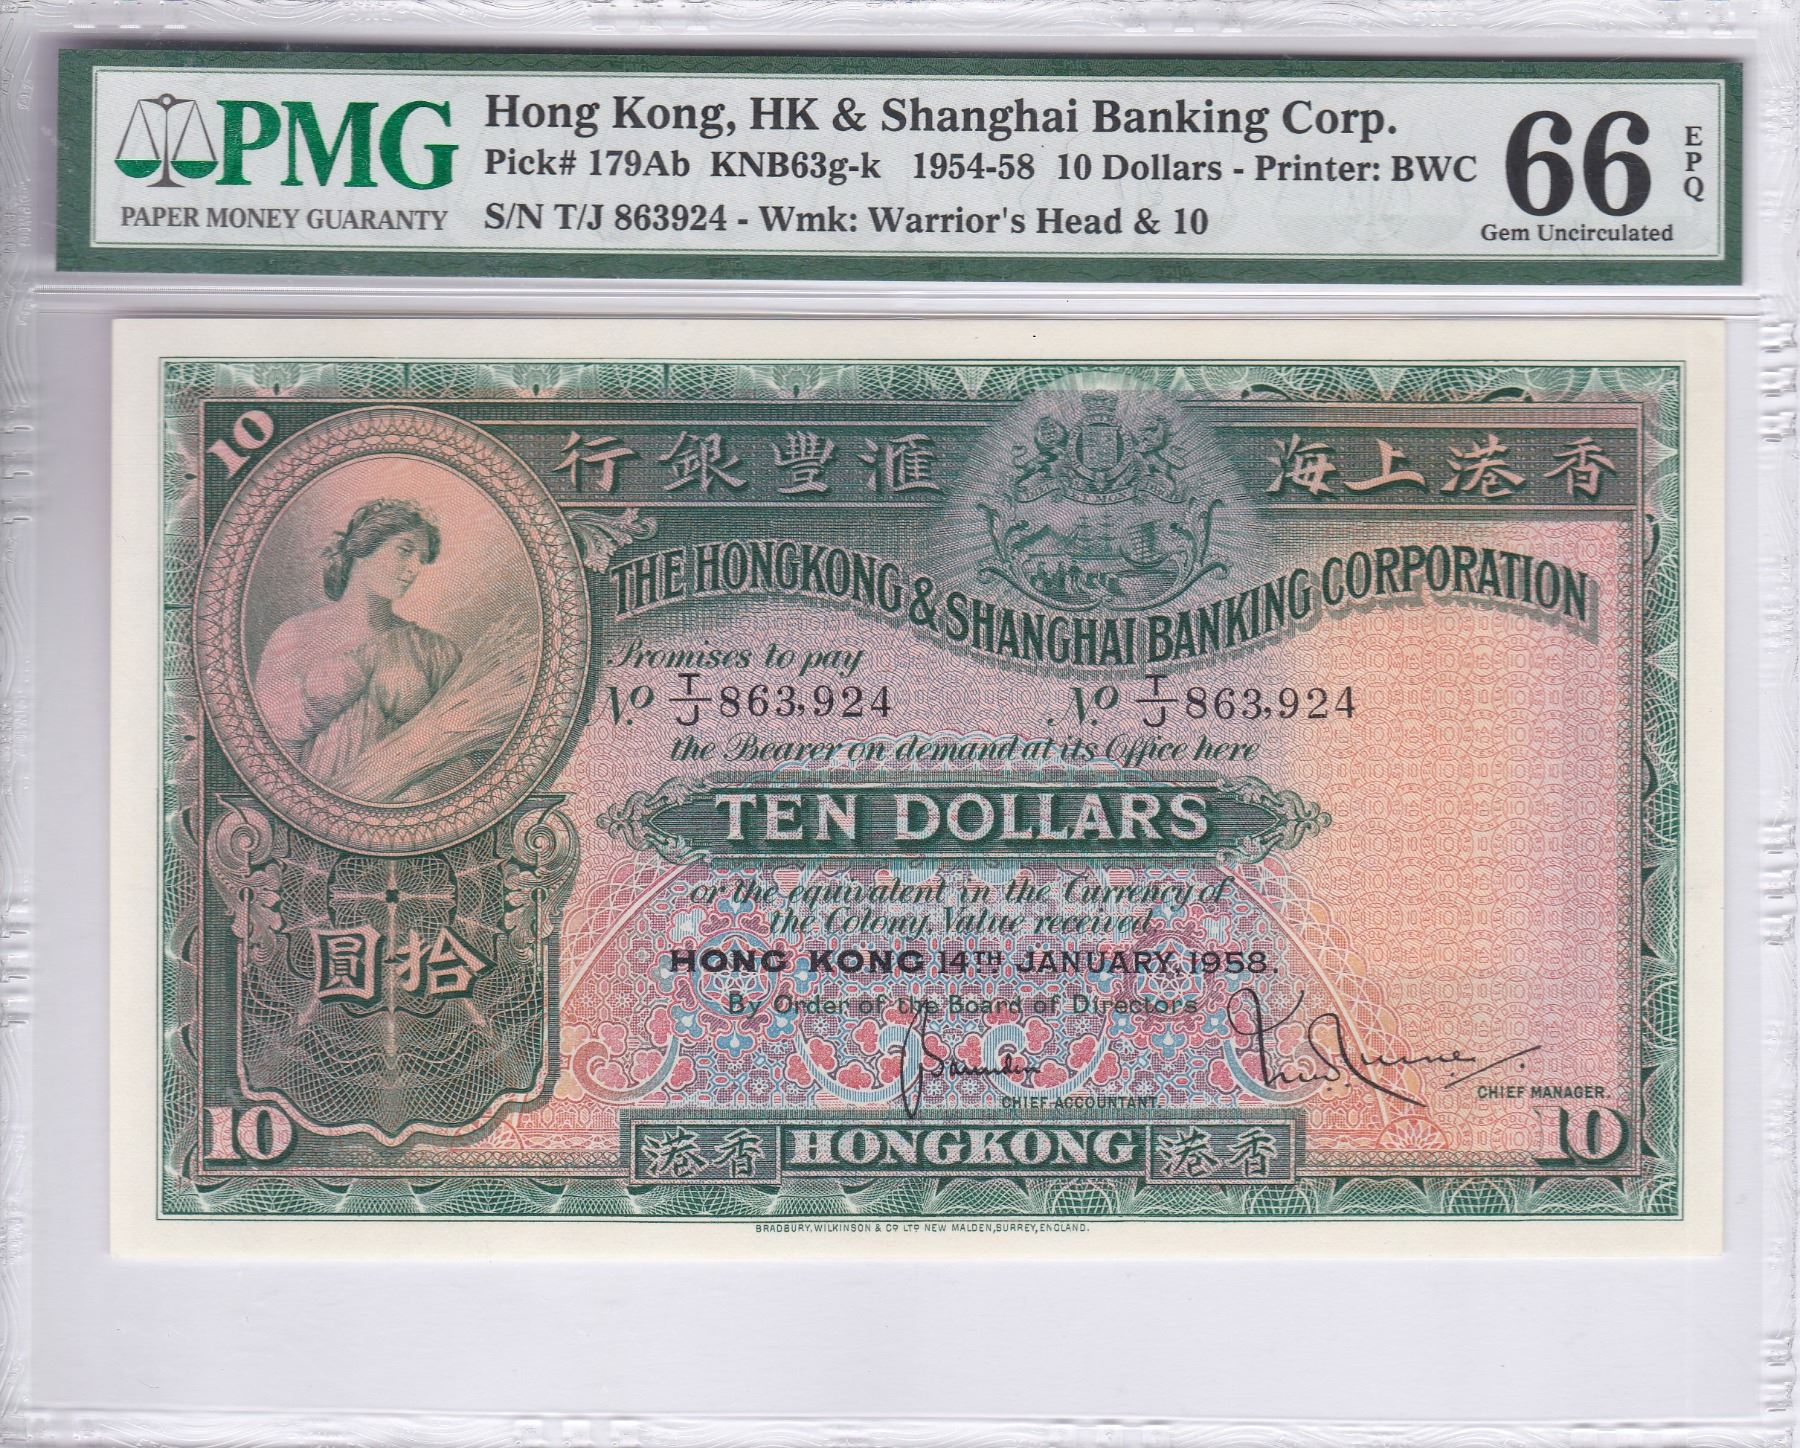 PMG
PAPER MONEY GUARANTY
Hong Kong, HK & Shanghai Banking Corp.
Pick# 179Ab KNB63g-k 1954-58 10 Dollars - Printer: BWC
S/N T/J 863924 - Wmk: Warrior's Head & 10
66
EPQ
Gem Uncirculated
10
行銀豐滙 海上港香
THE HONGKONG & SHANGHAI BANKING CORPORATION
Promises to pay
No. T/J 863,924 No. T/J 863,924
the Bearer on demand at its Office here
TEN DOLLARS
or the equivalent in the Currency of
the Colony, Value received.
HONG KONG 14TH JANUARY, 1958.
By Order of the Board of Directors
圓拾
CHIEF ACCOUNTANT.
CHIEF MANAGER.
10 港香 HONGKONG 港香 10
BRADBURY, WILKINSON & CO LTD NEW MALDEN, SURREY, ENGLAND.